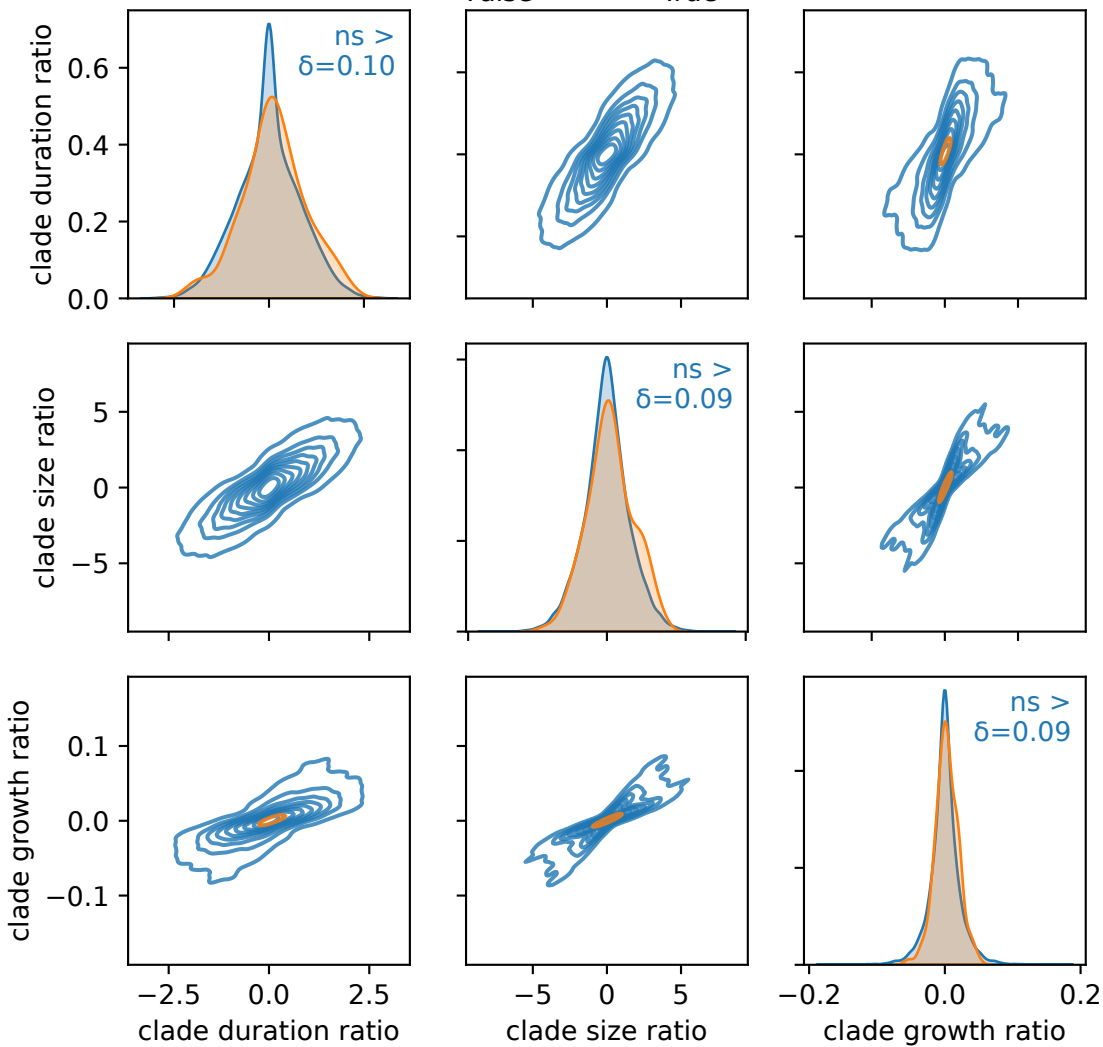 clade duration ratio
0.6
0.4
0.2
0.0
ns >
δ=0.10
clade size ratio
5
0
−5
ns >
δ=0.09
clade growth ratio
0.1
0.0
−0.1
ns >
δ=0.09
−2.5 0.0 2.5
−5 0 5
−0.2 0.0 0.2
clade duration ratio
clade size ratio
clade growth ratio